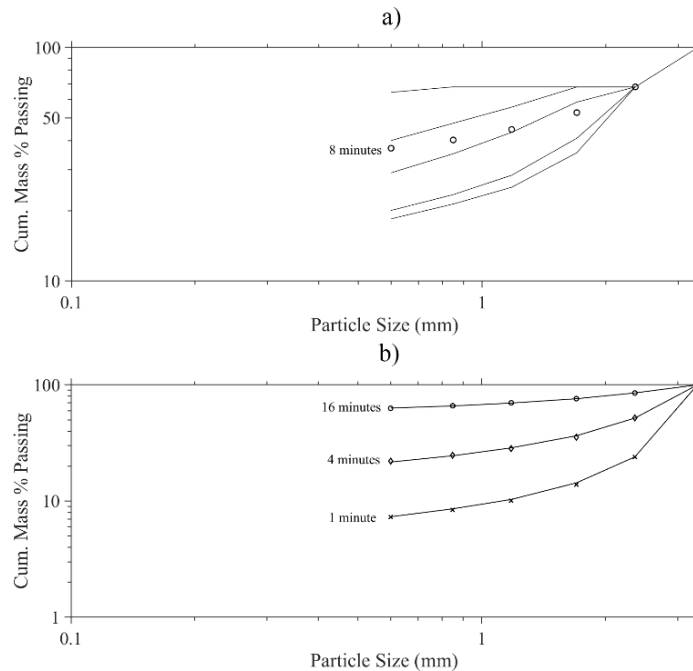 a)
100
50
8 minutes
10
0.1
1
Cum. Mass % Passing
Particle Size (mm)
b)
100
16 minutes
4 minutes
10
1 minute
1
0.1
1
Cum. Mass % Passing
Particle Size (mm)